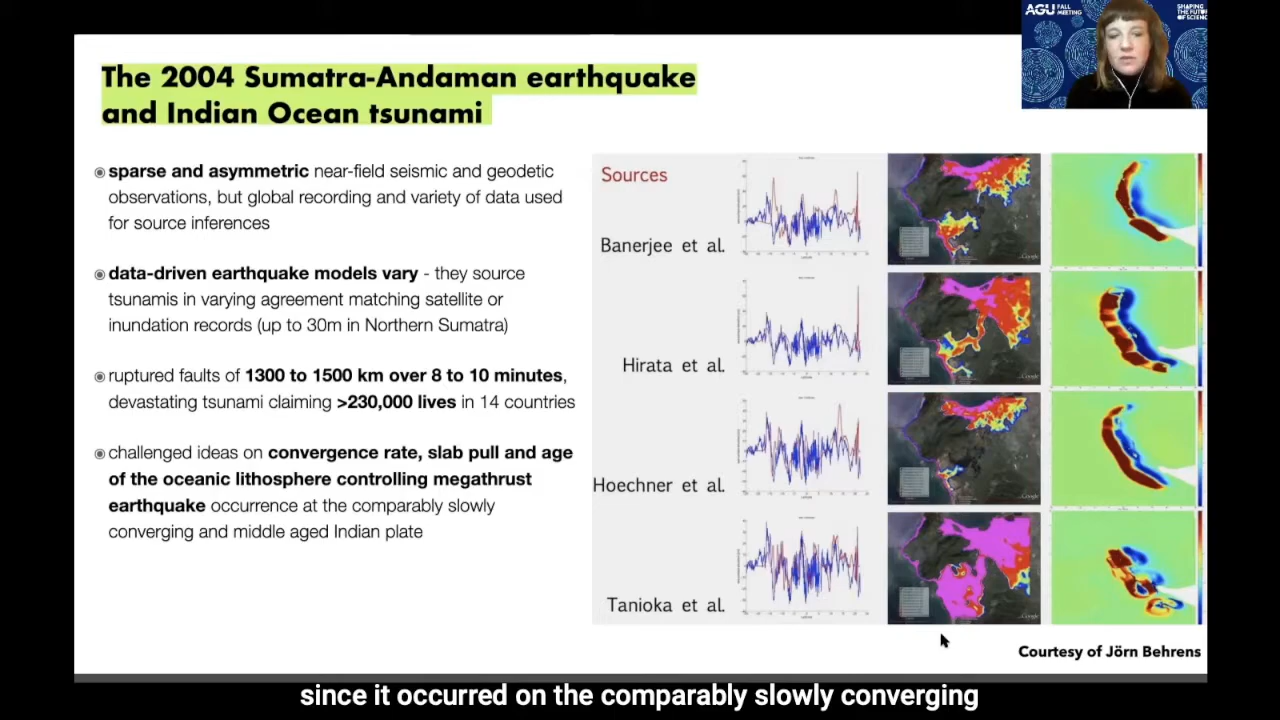 AGU FALL MEETING
SHAPING THE FUTURE OF SCIENCE
The 2004 Sumatra-Andaman earthquake
and Indian Ocean tsunami
sparse and asymmetric near-field seismic and geodetic
observations, but global recording and variety of data used
for source inferences
data-driven earthquake models vary - they source
tsunamis in varying agreement matching satellite or
inundation records (up to 30m in Northern Sumatra)
ruptured faults of 1300 to 1500 km over 8 to 10 minutes,
devastating tsunami claiming >230,000 lives in 14 countries
challenged ideas on convergence rate, slab pull and age
of the oceanic lithosphere controlling megathrust
earthquake occurrence at the comparably slowly
converging and middle aged Indian plate
Sources
Banerjee et al.
Hirata et al.
Hoechner et al.
Tanioka et al.
Courtesy of Jörn Behrens
since it occurred on the comparably slowly converging